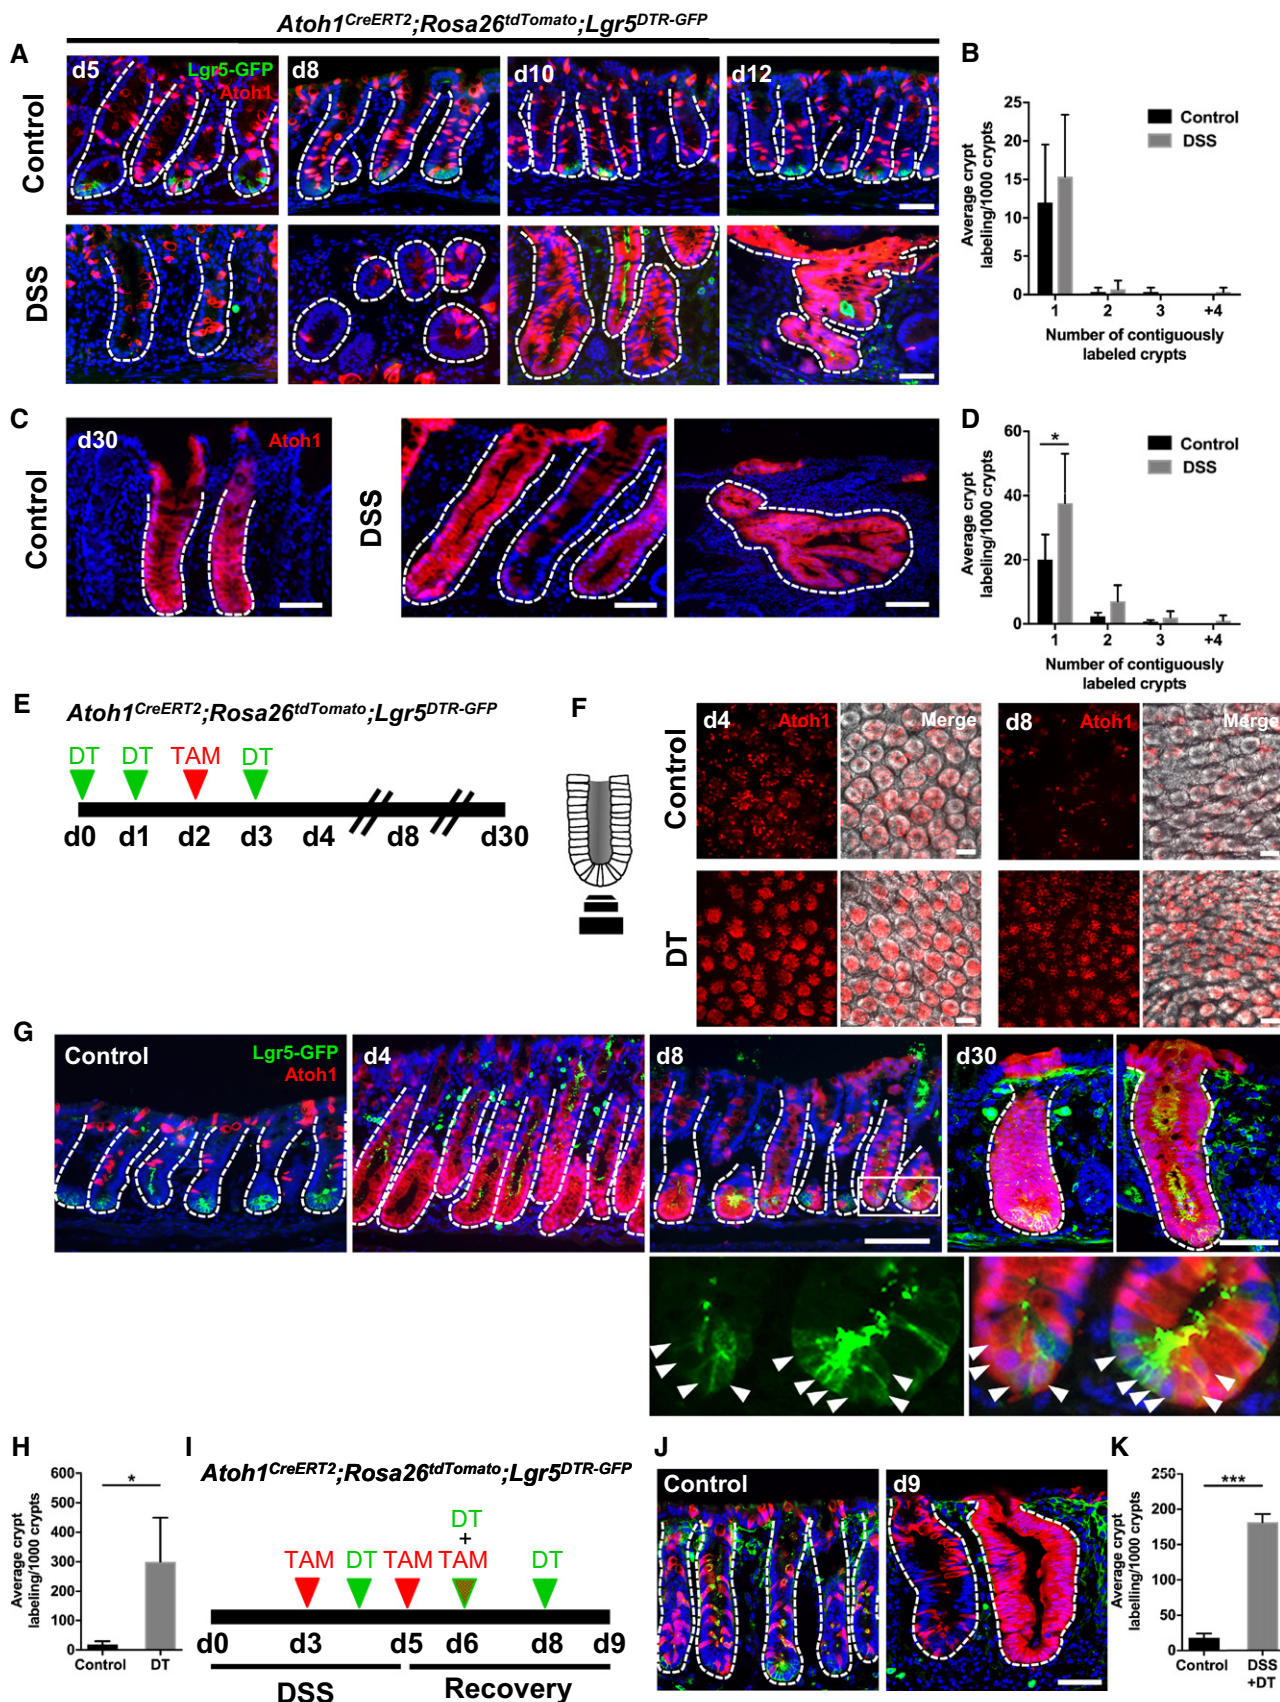 Atoh1CreERT2;Rosa26tdTomato;Lgr5DTR-GFP
A
d5
Lgr5-GFP
Atoh1
d8
d10
d12
Control
DSS
B
Average crypt
labeling/1000 crypts
25
20
15
10
5
0
Control
DSS
1 2 3 +4
Number of contiguously
labeled crypts
C
d30
Atoh1
Control
DSS
D
Average crypt
labeling/1000 crypts
60
40
20
0
*
Control
DSS
1 2 3 +4
Number of contiguously
labeled crypts
E
Atoh1CreERT2;Rosa26tdTomato;Lgr5DTR-GFP
DT DT TAM DT
d0 d1 d2 d3 d4 d8 d30
F
d4
Atoh1
Merge
d8
Atoh1
Merge
Control
DT
G
Control
Lgr5-GFP
Atoh1
d4
d8
d30
H
Average crypt
labeling/1000 crypts
600
500
400
300
200
100
0
*
Control DT
I
Atoh1CreERT2;Rosa26tdTomato;Lgr5DTR-GFP
DT
+
TAM DT TAM TAM DT
d0 d3 d5 d6 d8 d9
DSS Recovery
J
Control
d9
K
Average crypt
labelling/1000 crypts
250
200
150
100
50
0
***
Control DSS
+DT